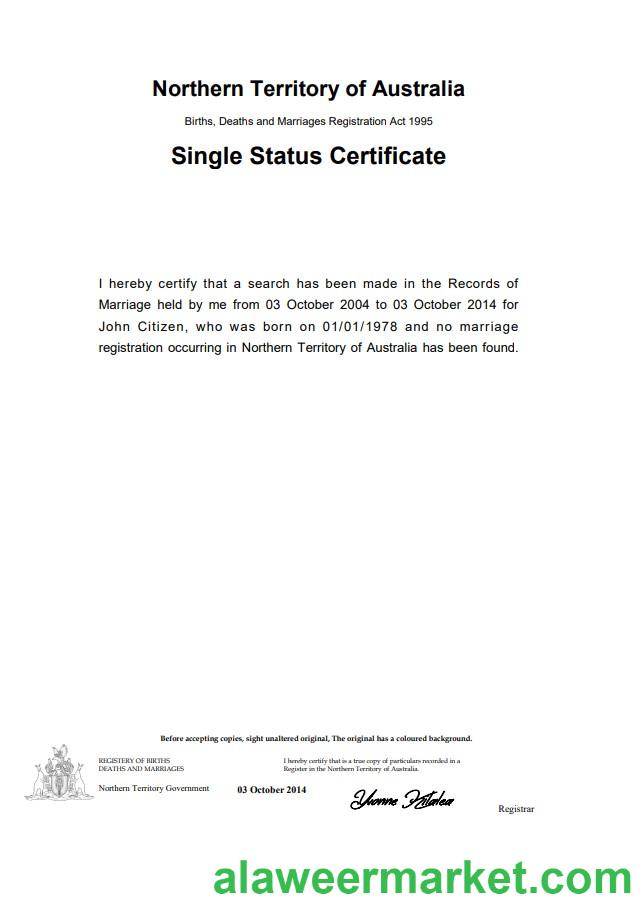 Northern Territory of Australia
Births, Deaths and Marriages Registration Act 1995
Single Status Certificate
I hereby certify that a search has been made in the Records of
Marriage held by me from 03 October 2004 to 03 October 2014 for
John Citizen, who was born on 01/01/1978 and no marriage
registration occurring in Northern Territory of Australia has been found.
Before accepting copies, sight unaltered original, The original has a coloured background.
REGISTERY OF BIRTHS
DEATHS AND MARRIAGES
I hereby certify that is a true copy of particulars recorded in a
Register in the Northern Territory of Australia.
Northern Territory Government
03 October 2014
Yvonne
Registrar
alaweermarket.com